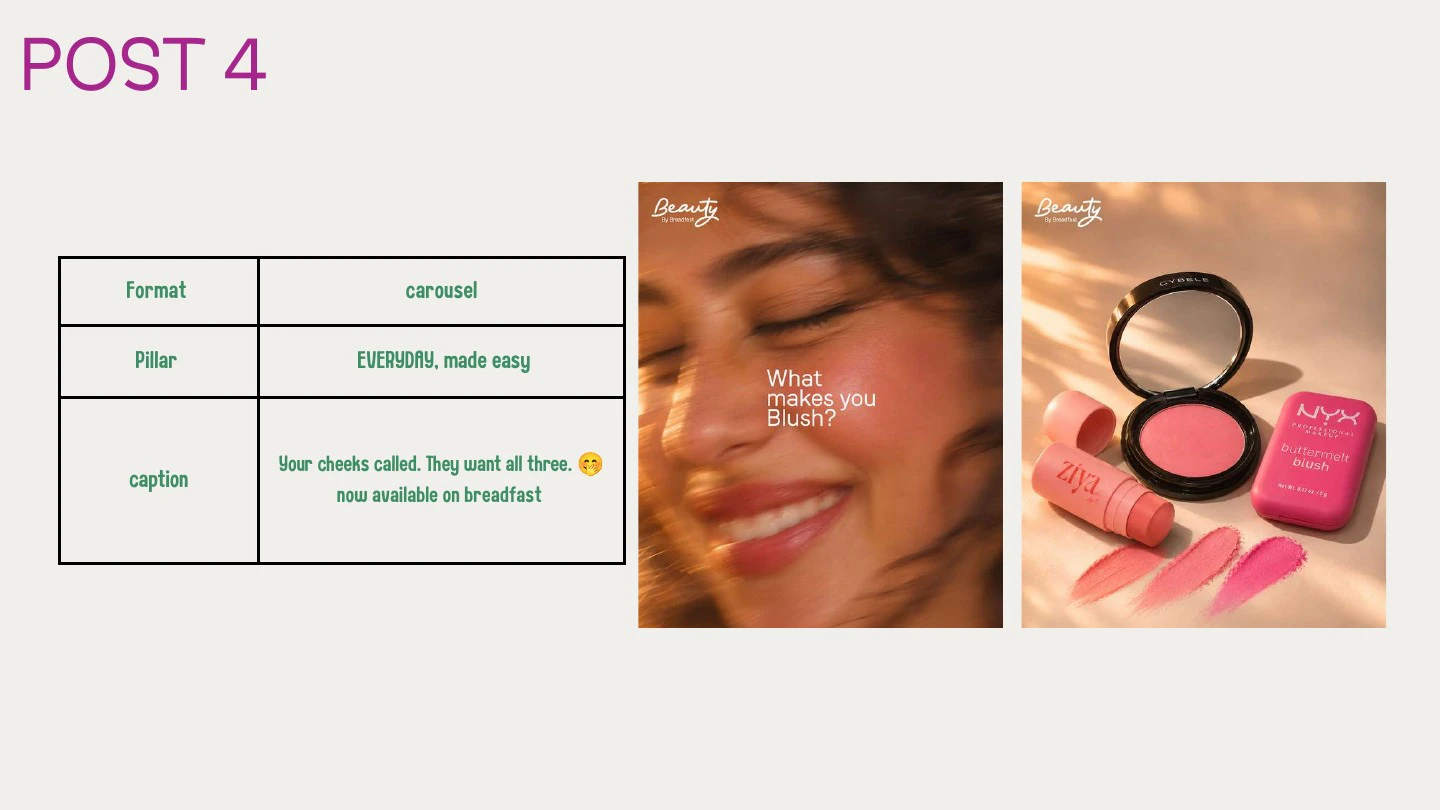 POST 4
Format
carousel
Pillar
EVERYDAY, made easy
caption
Your cheeks called. They want all three. 🤭
now available on breadfast
Beauty
By Breadfast
What
makes you
Blush?
Beauty
By Breadfast
CYBELE
ziya
NYX
PROFESSIONAL
MAKEUP
buttermelt
blush